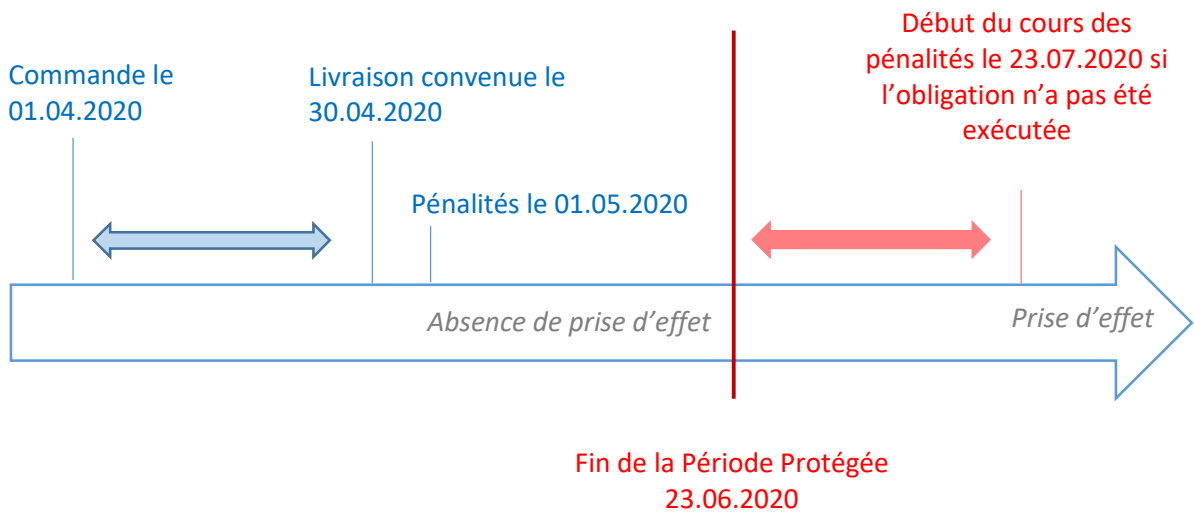 Commande le
01.04.2020
Livraison convenue le
30.04.2020
Pénalités le 01.05.2020
Début du cours des
pénalités le 23.07.2020 si
l’obligation n’a pas été
exécutée
Absence de prise d’effet
Prise d’effet
Fin de la Période Protégée
23.06.2020